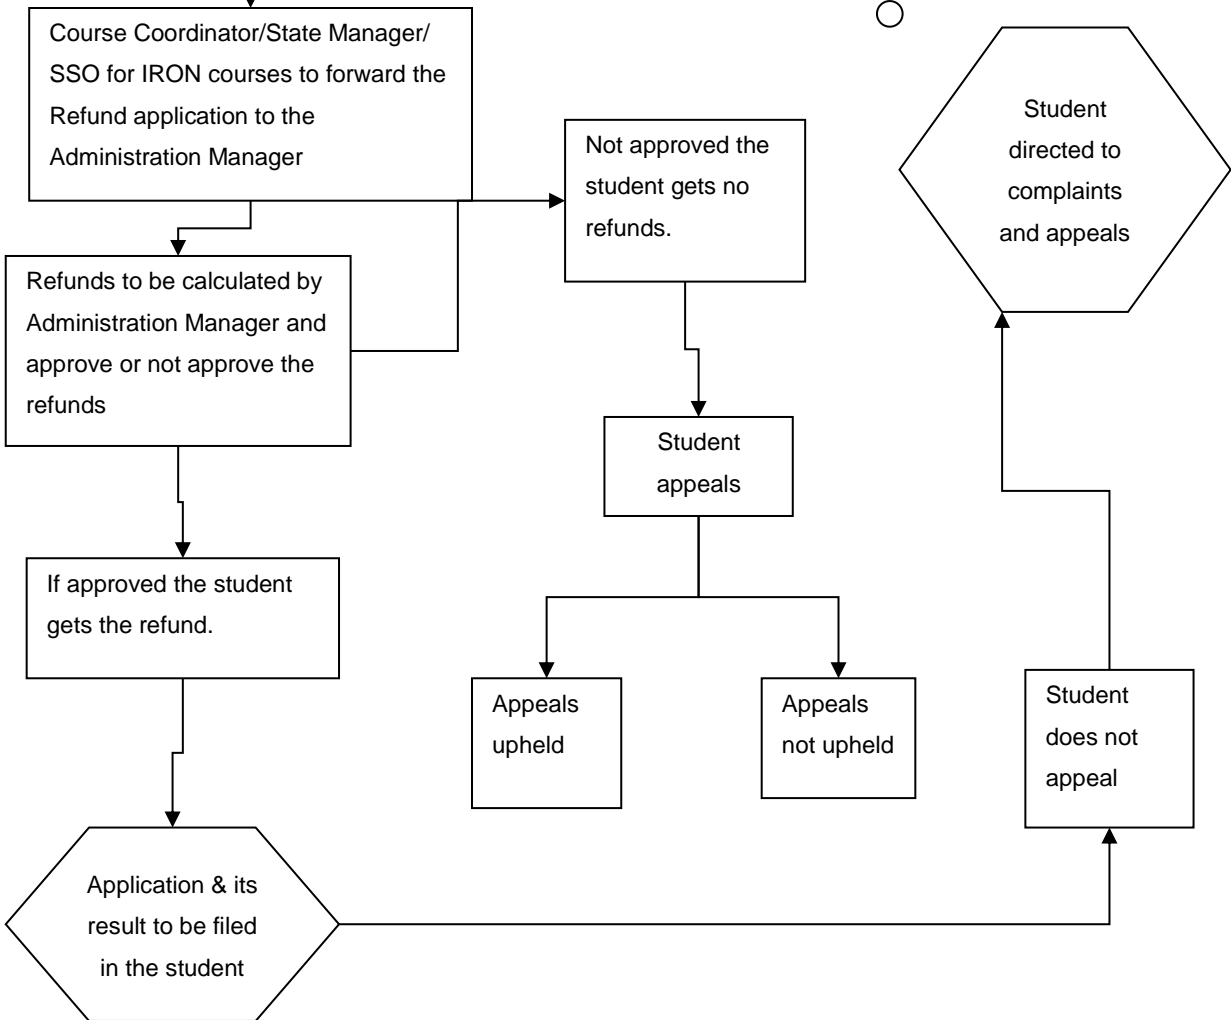 Course Coordinator/State Manager/
SSO for IRON courses to forward the
Refund application to the
Administration Manager
Not approved the
student gets no
refunds.
Student
directed to
complaints
and appeals
Refunds to be calculated by
Administration Manager and
approve or not approve the
refunds
Student
appeals
If approved the student
gets the refund.
Appeals
upheld
Appeals
not upheld
Student
does not
appeal
Application & its
result to be filed
in the student